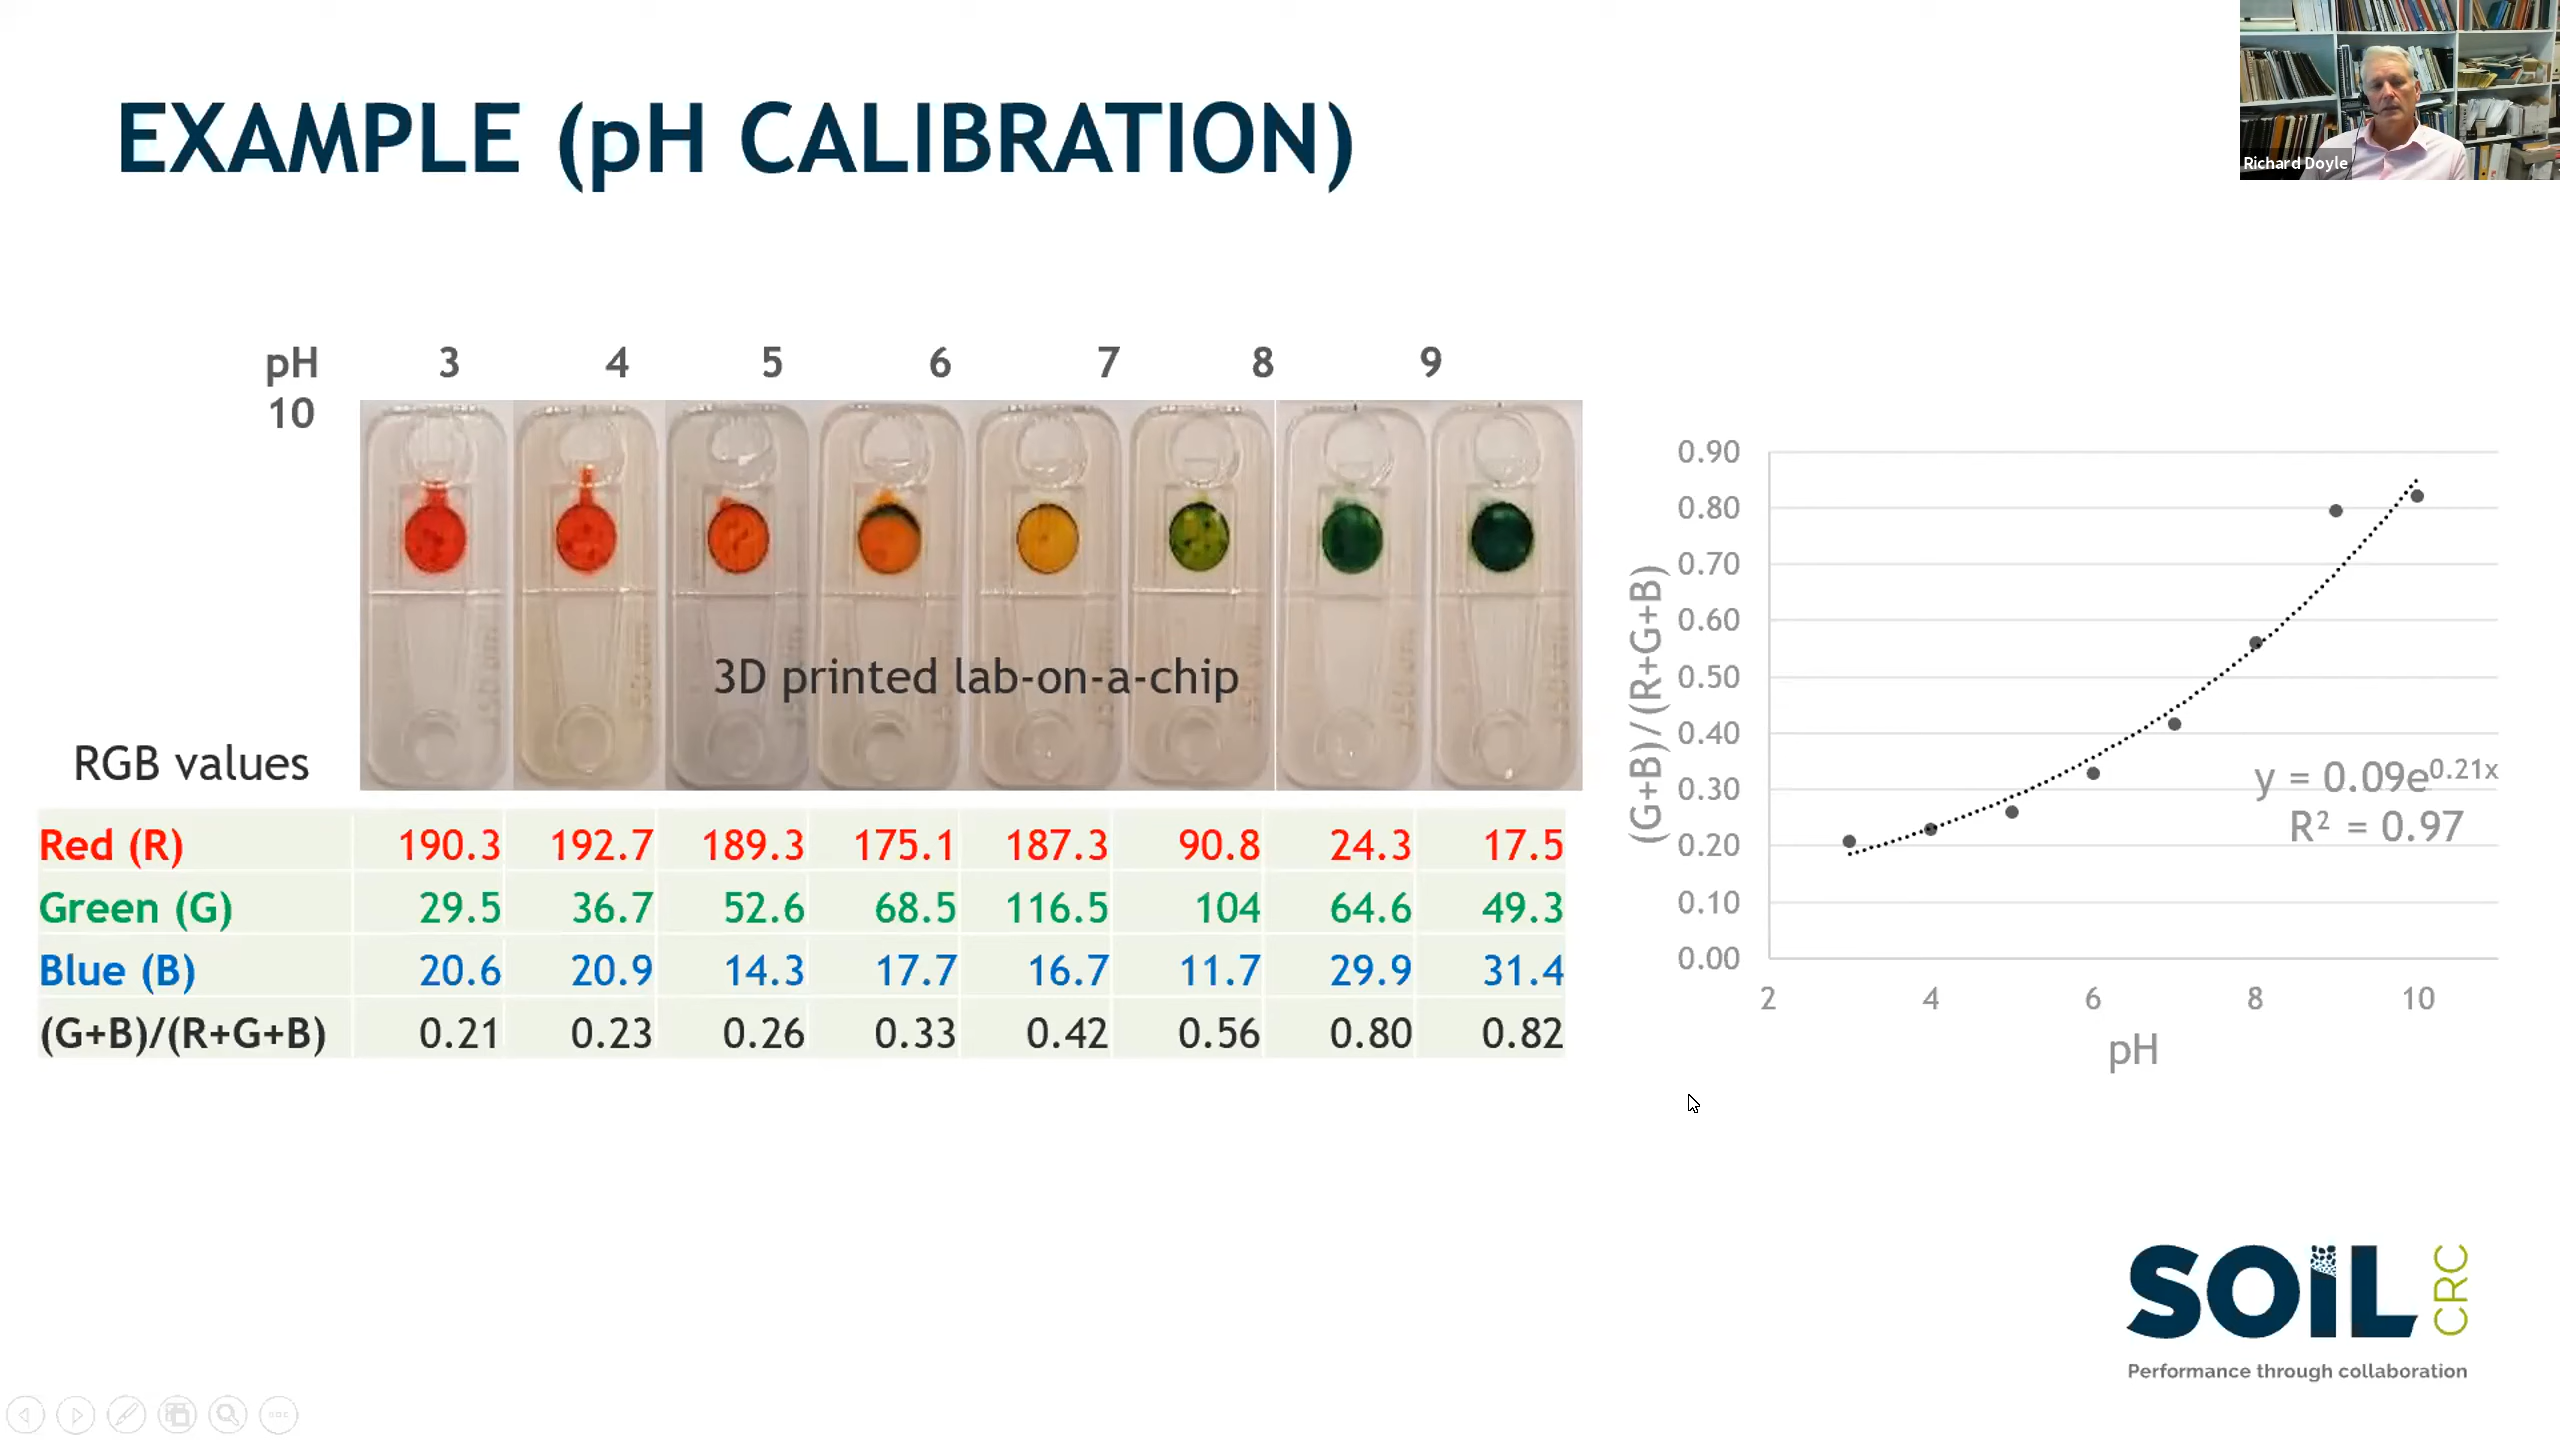 EXAMPLE (pH CALIBRATION)
Richard Doyle
pH 3 4 5 6 7 8 9
10
3D printed lab-on-a-chip
RGB values
Red (R) 190.3 192.7 189.3 175.1 187.3 90.8 24.3 17.5
Green (G) 29.5 36.7 52.6 68.5 116.5 104 64.6 49.3
Blue (B) 20.6 20.9 14.3 17.7 16.7 11.7 29.9 31.4
(G+B)/(R+G+B) 0.21 0.23 0.26 0.33 0.42 0.56 0.80 0.82
(G+B)/(R+G+B)
0.90
0.80
0.70
0.60
0.50
0.40
0.30
0.20
0.10
0.00
y = 0.09e^0.21x
R² = 0.97
2 4 6 8 10
pH
SOiL CRC
Performance through collaboration